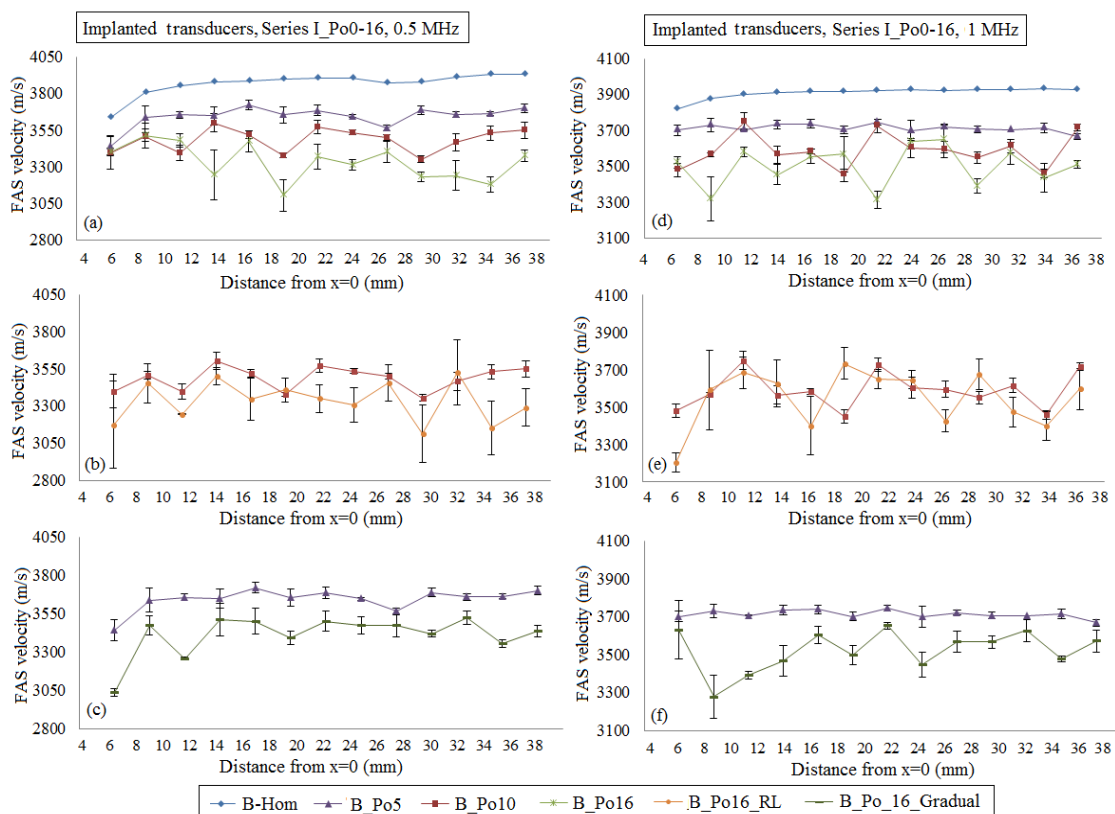 Implanted transducers, Series I_Po0-16, 0.5 MHz
FAS velocity (m/s)
4050
3800
3550
3300
3050
2800
(a)
4 6 8 10 12 14 16 18 20 22 24 26 28 30 32 34 36 38
Distance from x=0 (mm)
Implanted transducers, Series I_Po0-16, 1 MHz
FAS velocity (m/s)
4100
3900
3700
3500
3300
3100
(d)
4 6 8 10 12 14 16 18 20 22 24 26 28 30 32 34 36 38
Distance from x=0 (mm)
FAS velocity (m/s)
4050
3800
3550
3300
3050
2800
(b)
4 6 8 10 12 14 16 18 20 22 24 26 28 30 32 34 36 38
Distance from x=0 (mm)
FAS velocity (m/s)
4100
3900
3700
3500
3300
3100
(e)
4 6 8 10 12 14 16 18 20 22 24 26 28 30 32 34 36 38
Distance from x=0 (mm)
FAS velocity (m/s)
4050
3800
3550
3300
3050
2800
(c)
4 6 8 10 12 14 16 18 20 22 24 26 28 30 32 34 36 38
Distance from x=0 (mm)
FAS velocity (m/s)
4100
3900
3700
3500
3300
3100
(f)
4 6 8 10 12 14 16 18 20 22 24 26 28 30 32 34 36 38
Distance from x=0 (mm)
B-Hom B_Po5 B_Po10 B_Po16 B_Po16_RL B_Po_16_Gradual